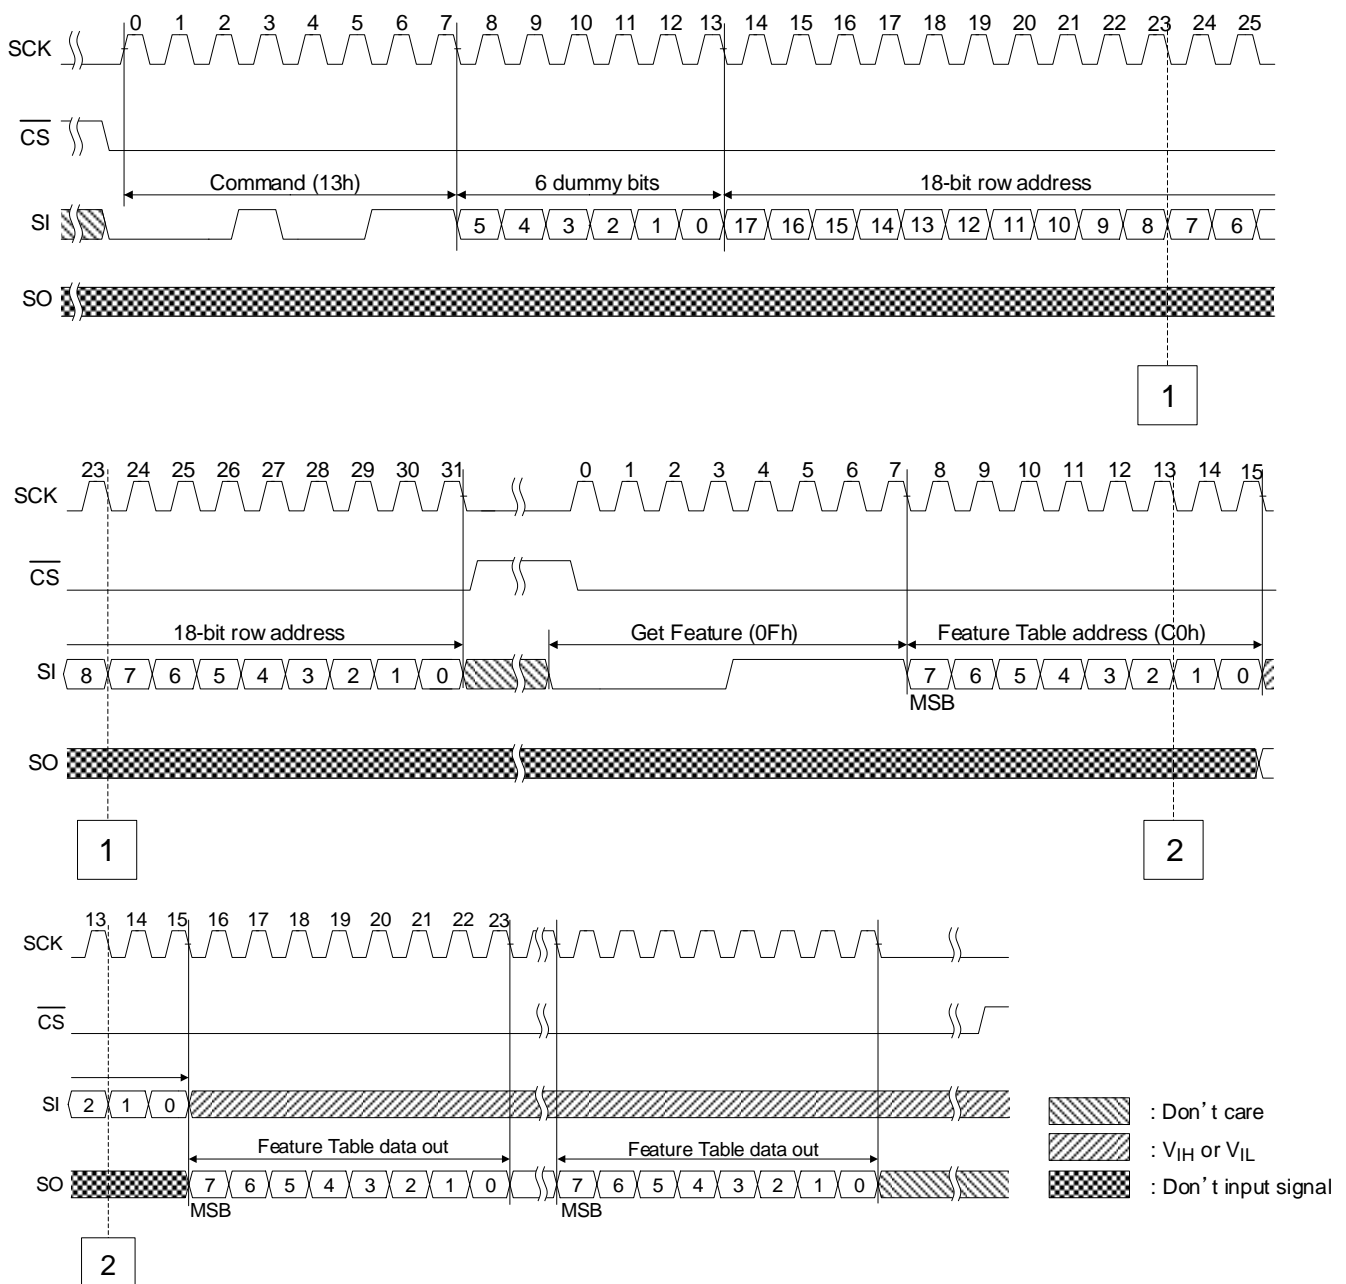 0 1 2 3 4 5 6 7 8 9 10 11 12 13 14 15 16 17 18 19 20 21 22 23 24 25
SCK
CS
Command (13h) 6 dummy bits 18-bit row address
SI 5 4 3 2 1 0 17 16 15 14 13 12 11 10 9 8 7 6
SO
1
23 24 25 26 27 28 29 30 31 0 1 2 3 4 5 6 7 8 9 10 11 12 13 14 15
SCK
CS
18-bit row address Get Feature (0Fh) Feature Table address (C0h)
SI 8 7 6 5 4 3 2 1 0 7 6 5 4 3 2 1 0
MSB
SO
1 2
13 14 15 16 17 18 19 20 21 22 23
SCK
CS
SI 2 1 0
: Don't care
Feature Table data out Feature Table data out
: VIH or VIL
SO 7 6 5 4 3 2 1 0 7 6 5 4 3 2 1 0
: Don't input signal
MSB MSB
2